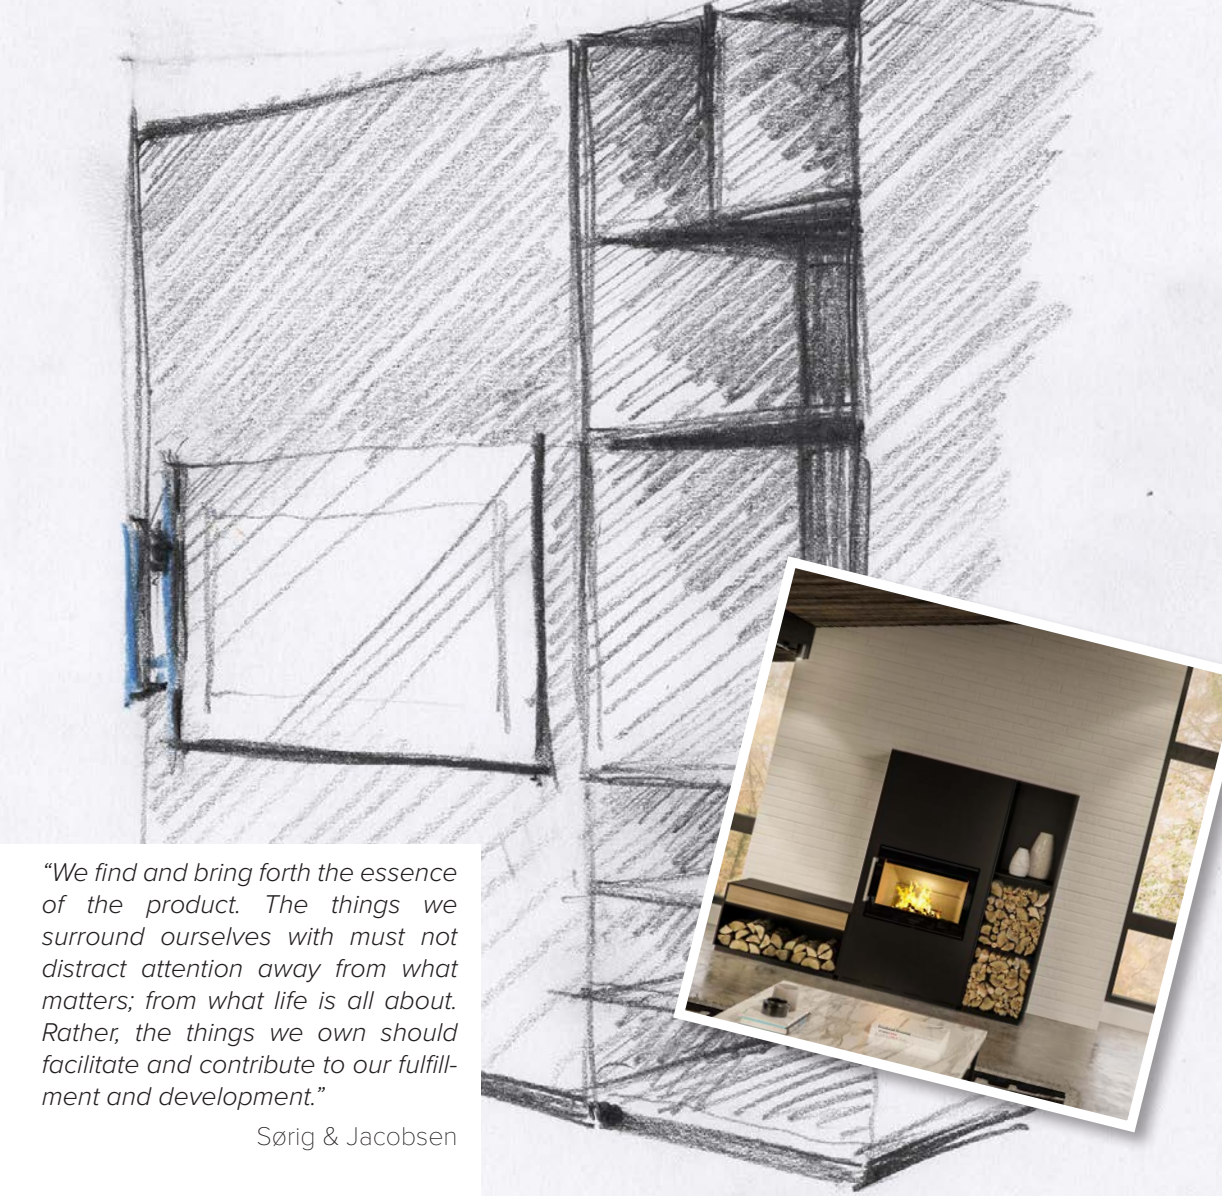 “We find and bring forth the essence
of the product. The things we
surround ourselves with must not
distract attention away from what
matters; from what life is all about.
Rather, the things we own should
facilitate and contribute to our fulfill-
ment and development.”
Sørig & Jacobsen